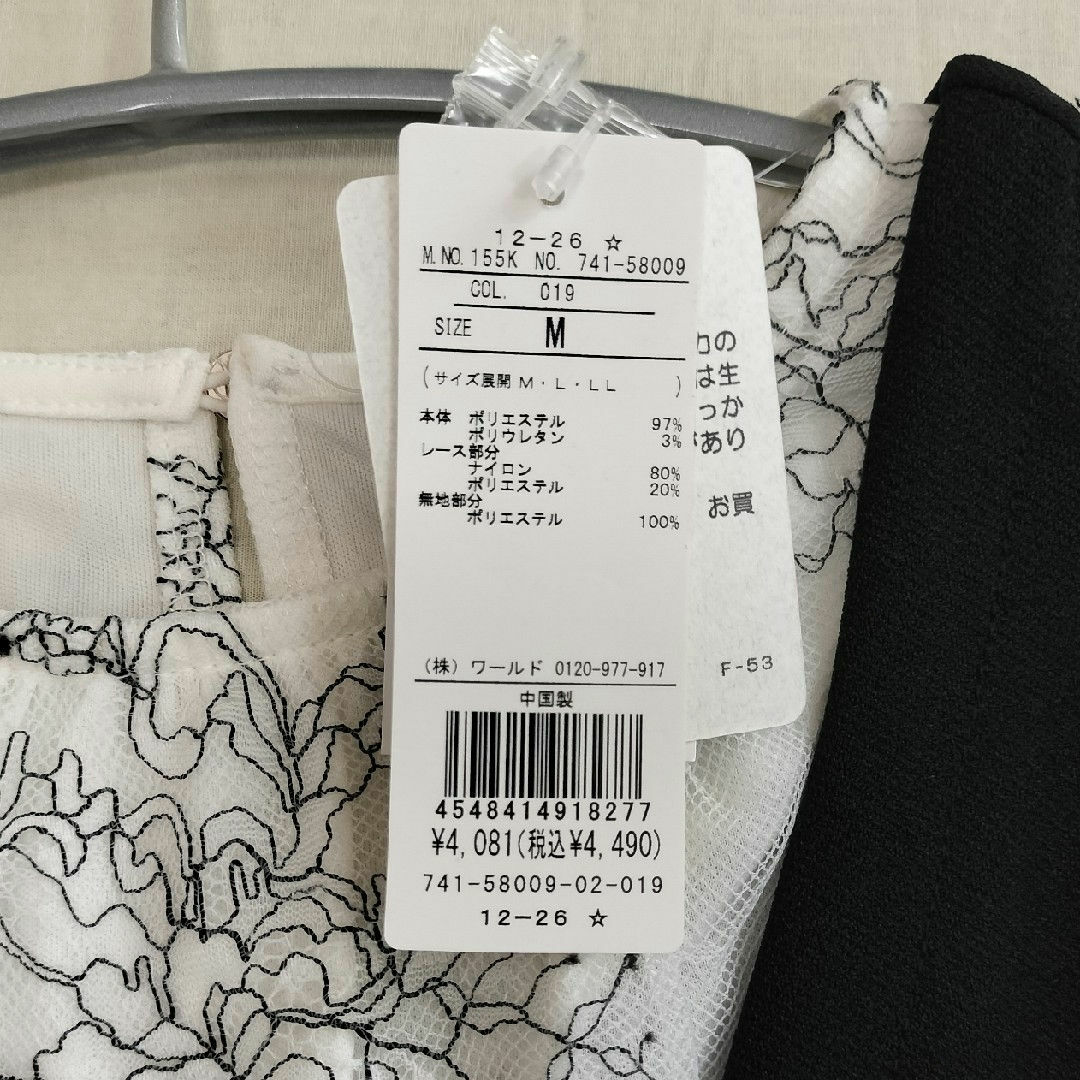 12-26 ☆
M.NO. 155K NO. 741-58009
COL. 019
SIZE M
(サイズ展開 M・L・LL )
本体 ポリエステル 97%
ポリウレタン 3%
レース部分
ナイロン 80%
ポリエステル 20%
無地部分
ポリエステル 100%
(株) ワールド 0120-977-917
中国製
4548414918277
¥4,081(税込¥4,490)
741-58009-02-019
12-26 ☆
の
は生
っか
あり
お買
F-53